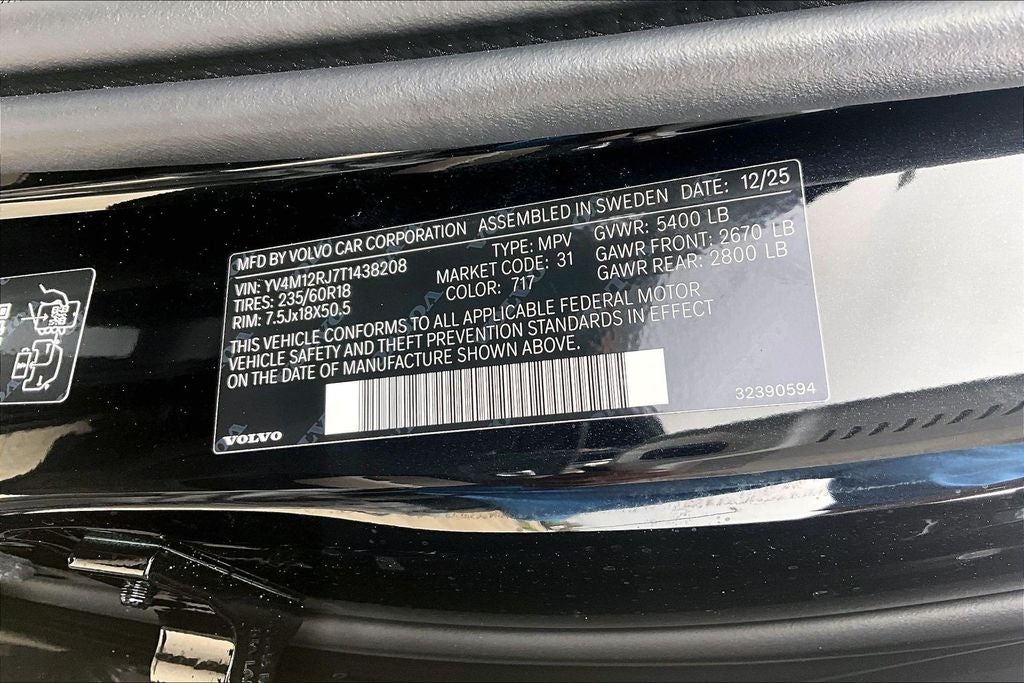 MFD BY VOLVO CAR CORPORATION ASSEMBLED IN SWEDEN DATE: 12/25
VIN: YV4M12RJ7T1438208 TYPE: MPV GVWR: 5400 LB
TIRES: 235/60R18 MARKET CODE: 31 GAWR FRONT: 2670 LB
RIM: 7.5Jx18X50.5 COLOR: 717 GAWR REAR: 2800 LB
THIS VEHICLE CONFORMS TO ALL APPLICABLE FEDERAL MOTOR
VEHICLE SAFETY AND THEFT PREVENTION STANDARDS IN EFFECT
ON THE DATE OF MANUFACTURE SHOWN ABOVE.
VOLVO
32390594